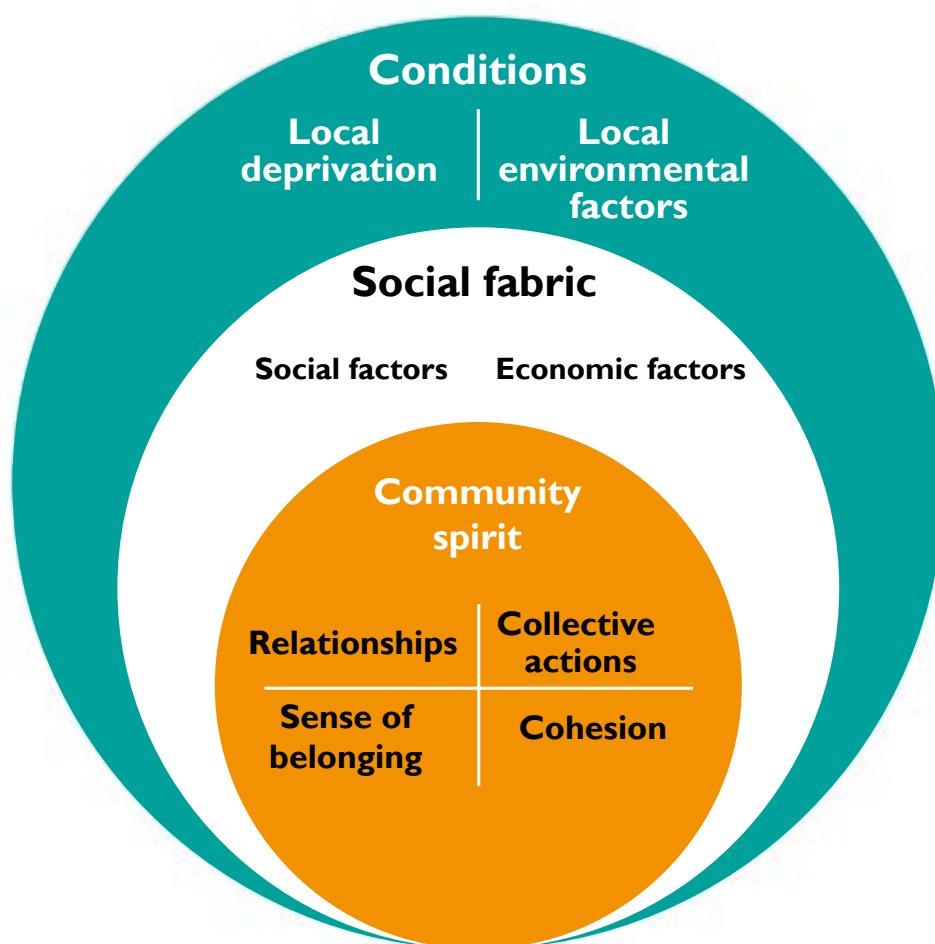 Conditions
Local
deprivation
Local
environmental
factors
Social fabric
Social factors
Economic factors
Community
spirit
Relationships
Collective
actions
Sense of
belonging
Cohesion